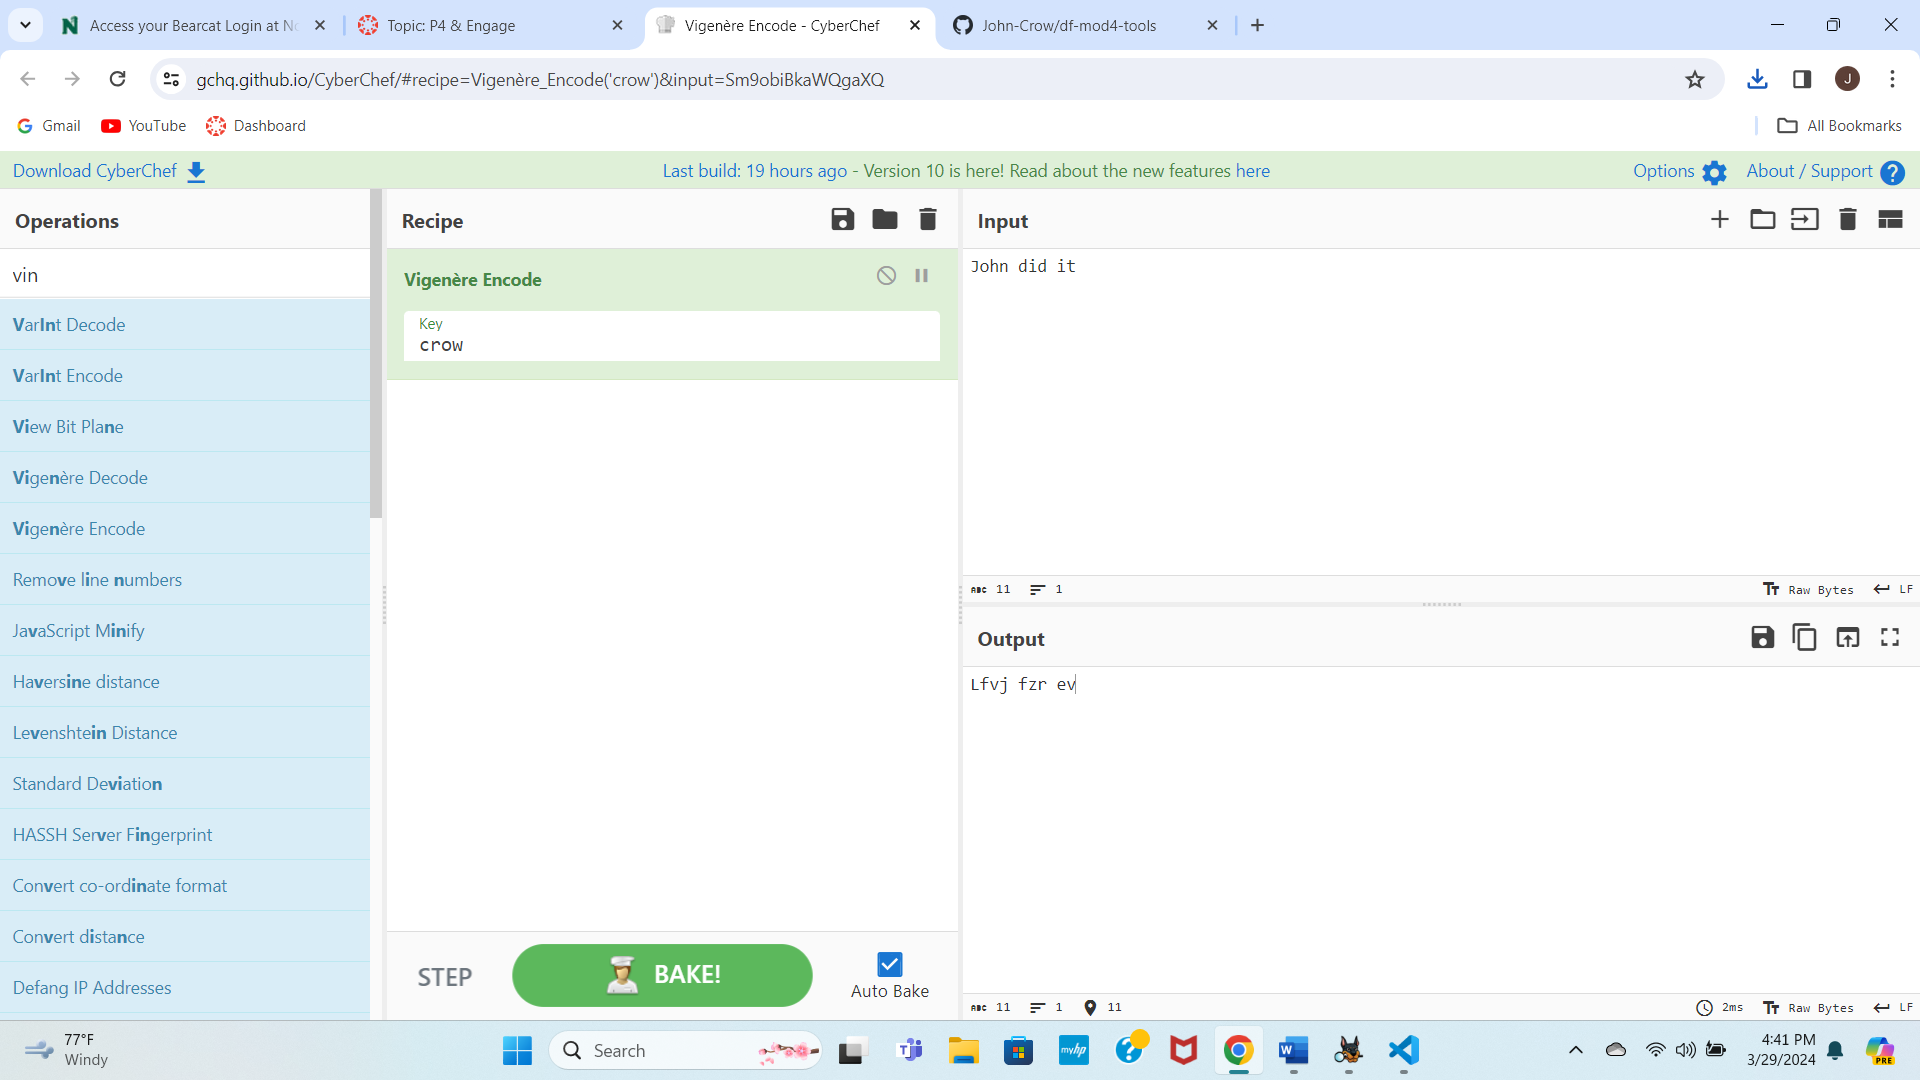 Access your Bearcat Login at No
Topic: P4 & Engage
Vigenère Encode - CyberChef
John-Crow/df-mod4-tools
gchq.github.io/CyberChef/#recipe=Vigenère_Encode('crow')&input=Sm9obiBkaWQgaXQ
J
Gmail
YouTube
Dashboard
All Bookmarks
Download CyberChef
Last build: 19 hours ago - Version 10 is here! Read about the new features here
Options
About / Support
Operations
Recipe
Input
vin
VarInt Decode
VarInt Encode
View Bit Plane
Vigenère Decode
Vigenère Encode
Remove line numbers
JavaScript Minify
Haversine distance
Levenshtein Distance
Standard Deviation
HASSH Server Fingerprint
Convert co-ordinate format
Convert distance
Defang IP Addresses
Vigenère Encode
Key
crow
STEP
BAKE!
Auto Bake
John did it
ABC 11
1
Raw Bytes
LF
Output
Lfvj fzr ev
ABC 11
1
11
2ms
Raw Bytes
LF
77°F
Windy
Search
myhp
PRE
4:41 PM
3/29/2024